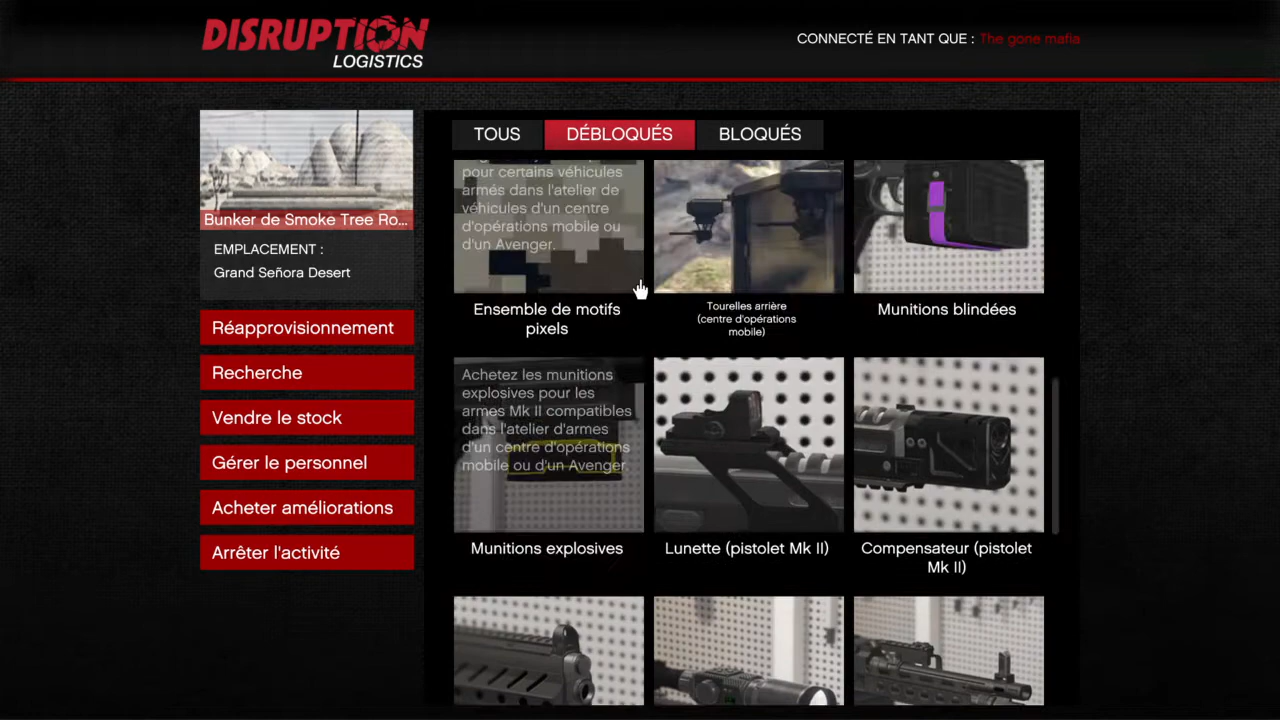 DISRUPTION
LOGISTICS
CONNECTÉ EN TANT QUE : The gone mafia
Bunker de Smoke Tree Ro...
EMPLACEMENT :
Grand Señora Desert
Réapprovisionnement
Recherche
Vendre le stock
Gérer le personnel
Acheter améliorations
Arrêter l'activité
TOUS
DÉBLOQUÉS
BLOQUÉS
pour certains véhicules
armés dans l'atelier de
véhicules d'un centre
d'opérations mobile ou
d'un Avenger.
Ensemble de motifs
pixels
Tourelles arrière
(centre d'opérations
mobile)
Munitions blindées
Achetez les munitions
explosives pour les
armes Mk II compatibles
dans l'atelier d'armes
d'un centre d'opérations
mobile ou d'un Avenger.
Munitions explosives
Lunette (pistolet Mk II)
Compensateur (pistolet
Mk II)